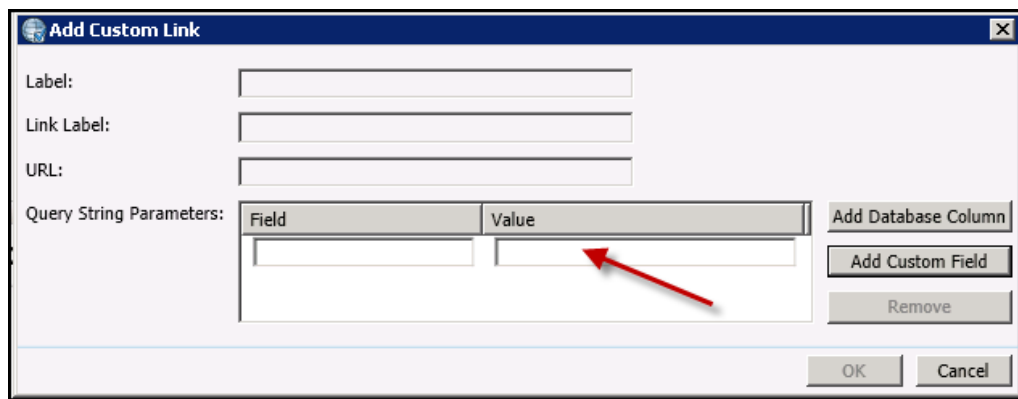 Add Custom Link
Label:
Link Label:
URL:
Query String Parameters:
Field Value
Add Database Column
Add Custom Field
Remove
OK Cancel